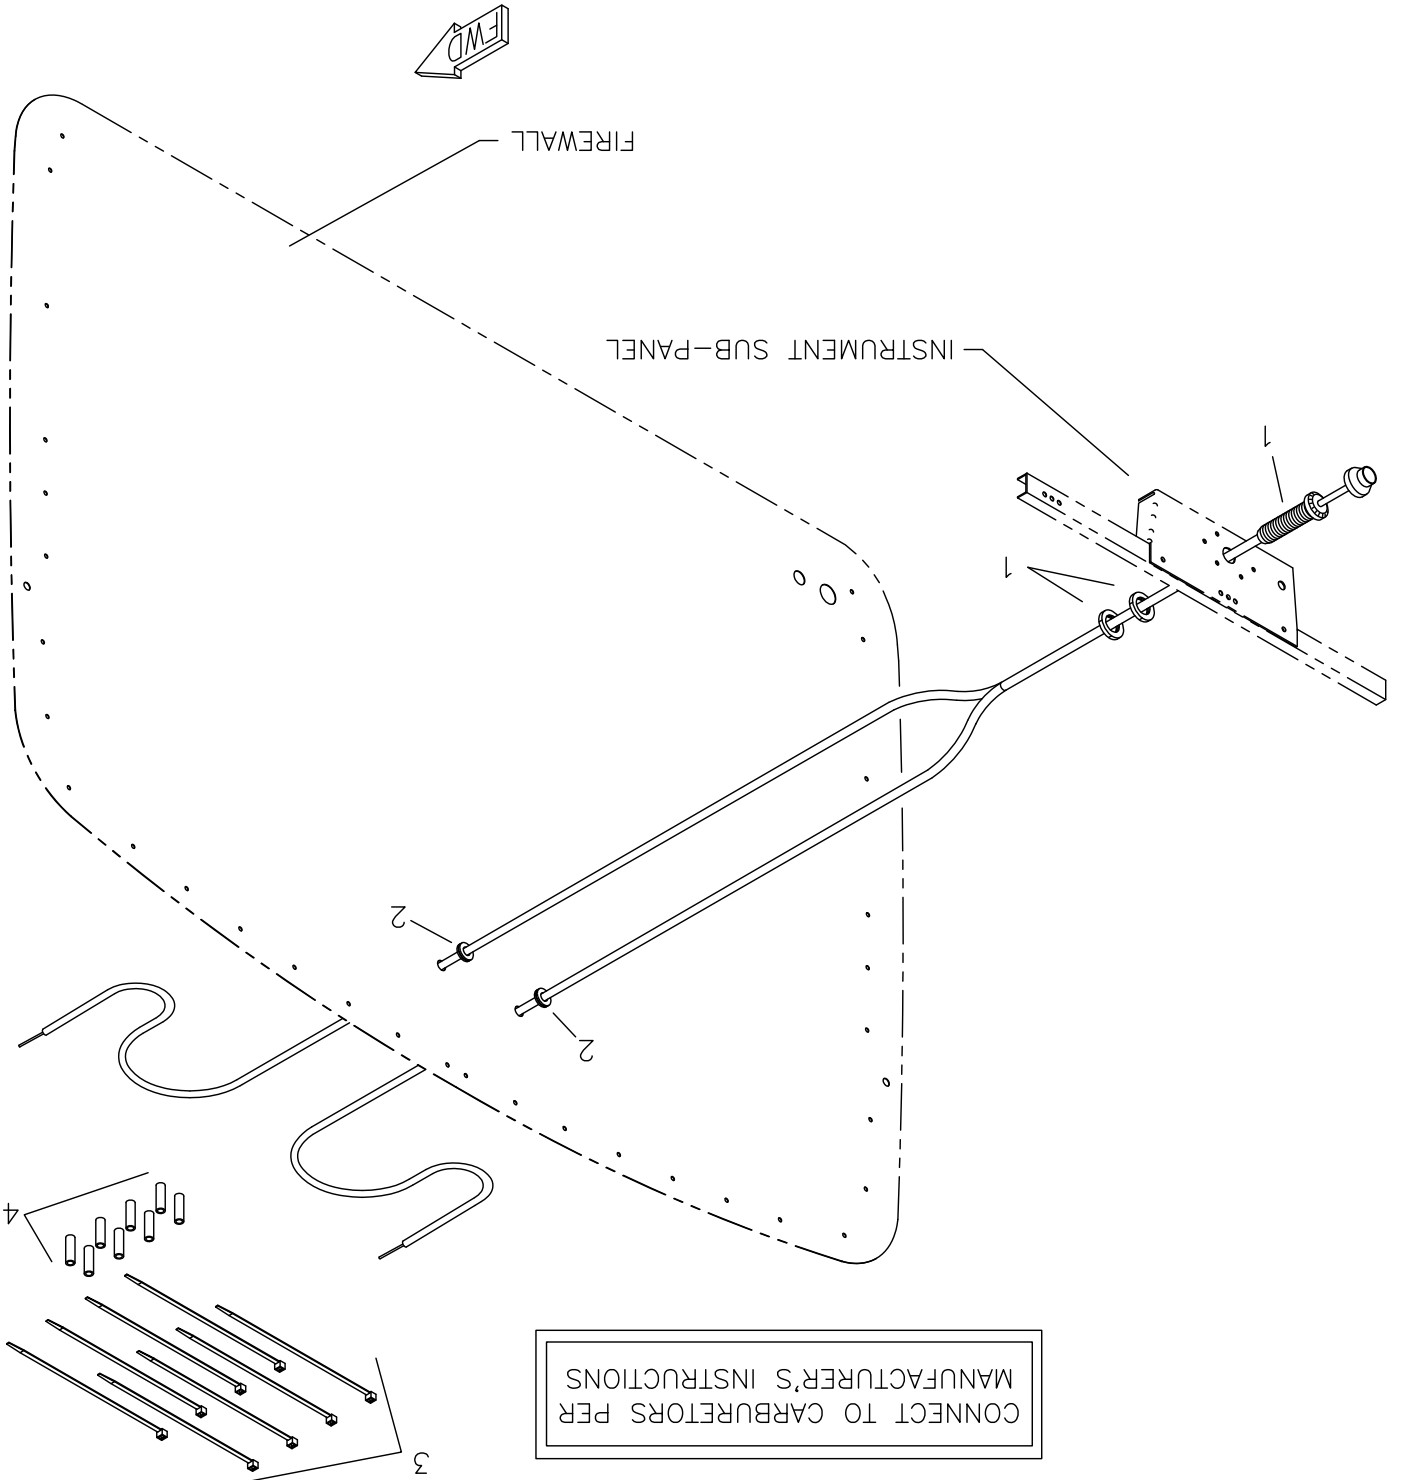 3
CONNECT TO CARBURETORS PER
MANUFACTURER'S INSTRUCTIONS
4
2
2
1
1
INSTRUMENT SUB-PANEL
FIREWALL
FWD